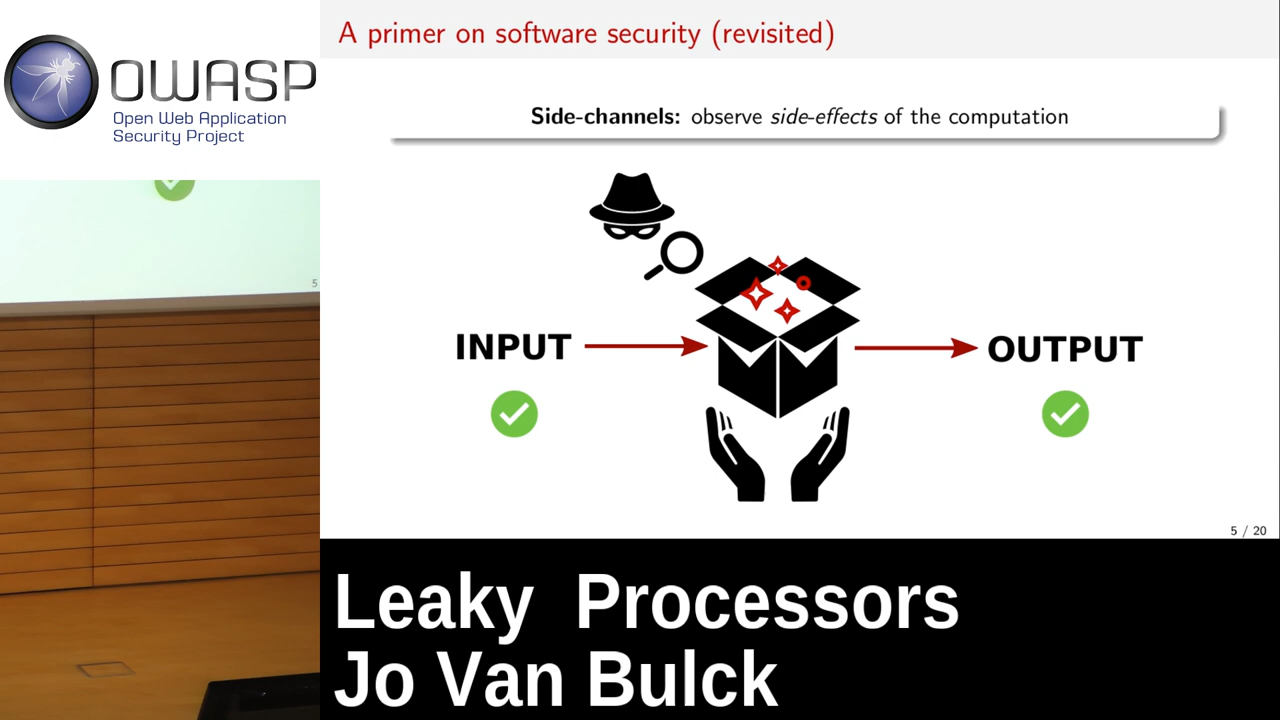 OWASP
Open Web Application
Security Project
5
A primer on software security (revisited)
Side-channels: observe side-effects of the computation
INPUT
OUTPUT
5 / 20
Leaky Processors
Jo Van Bulck